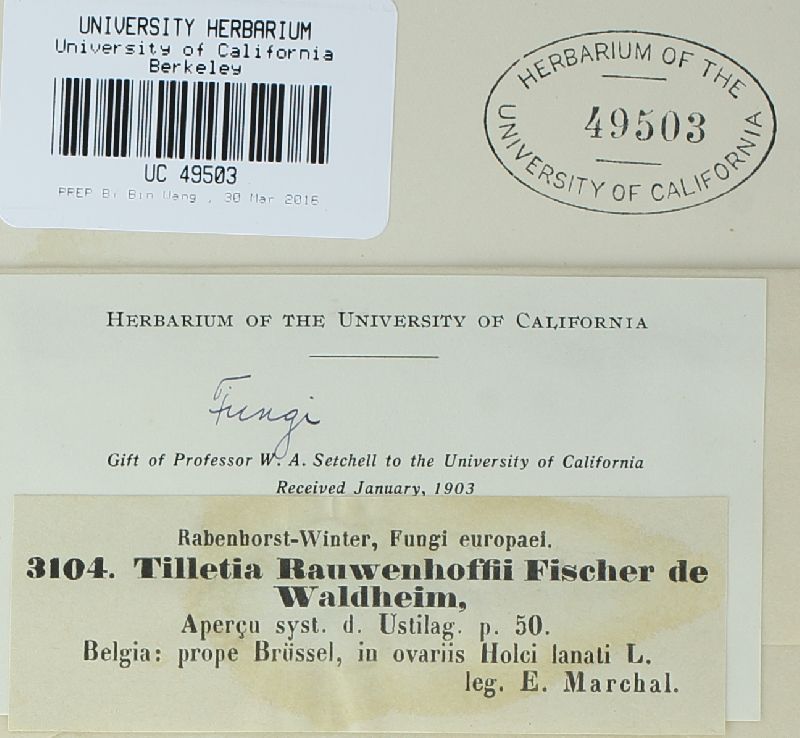 UNIVERSITY HERBARIUM
University of California
Berkeley
UC 49503
PREP Bi Bin Wang , 30 Mar 2016
HERBARIUM OF THE
49503
UNIVERSITY OF CALIFORNIA
HERBARIUM OF THE UNIVERSITY OF CALIFORNIA
Fungi
Gift of Professor W. A. Setchell to the University of California
Received January, 1903
Rabenhorst-Winter, Fungi europaei.
3104. Tilletia Rauwenhoffii Fischer de
Waldheim,
Aperçu syst. d. Ustilag. p. 50.
Belgia: prope Brüssel, in ovariis Holci lanati L.
leg. E. Marchal.